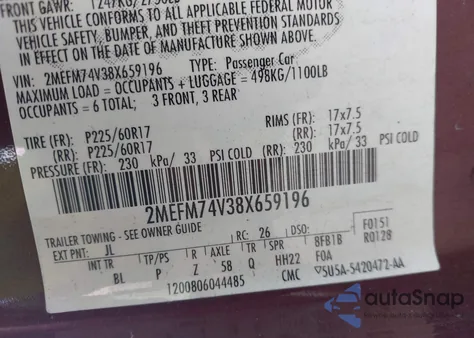 FRONT GAWR: 1247KG/2750LB
THIS VEHICLE CONFORMS TO ALL APPLICABLE FEDERAL
VEHICLE SAFETY, BUMPER, AND THEFT PREVENTION STANDARDS
IN EFFECT ON THE DATE OF MANUFACTURE SHOWN ABOVE.
VIN: 2MEFM74V38X659196 TYPE: Passenger Car
MAXIMUM LOAD = OCCUPANTS + LUGGAGE = 498KG/1100LB
OCCUPANTS = 6 TOTAL; 3 FRONT, 3 REAR
TIRE (FR): P225/60R17 RIMS (FR): 17x7.5
(RR): P225/60R17 (RR): 17x7.5
PRESSURE (FR): 230 kPa/ 33 PSI COLD (RR): 230 kPa/ 33 PSI COLD
2MEFM74V38X659196
TRAILER TOWING - SEE OWNER GUIDE
EXT PNT: JL RC: 26 DSO: F0151
INT TR TP/PS R AXLE TR SPR 8FB1B R0128
BL P Z 58 Q HH22 FOA
1200806044485 CMC 5U5A-5420472-AA
autoSnap